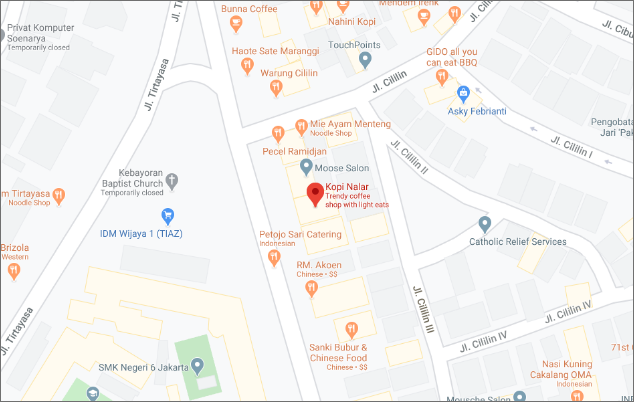 Bunna Coffee
Mendem Ifenk
Nahini Kopi
Privat Komputer
Soenarya
Temporarily closed
Jl. Tirtayasa
Haote Sate Maranggi
TouchPoints
GIDO all you
can eat BBQ
Warung Cililin
Jl. Cililin
Asky Febrianti
Mie Ayam Menteng
Noodle Shop
Pengobata
Jari 'Pak
Pecel Ramidjan
Jl. Cililin I
Jl. Cililin II
Moose Salon
Kebayoran
Baptist Church
Temporarily closed
Kopi Nalar
Trendy coffee
shop with light eats
m Tirtayasa
Noodle Shop
IDM Wijaya 1 (TIAZ)
Petojo Sari Catering
Indonesian
Catholic Relief Services
Brizola
Western
RM. Akoen
Chinese • $$
Jl. Cililin III
Jl. Cililin IV
Jl. Cililin IV
Jl. Tirtayasa
Sanki Bubur &
Chinese Food
Chinese • $$
71st C
SMK Negeri 6 Jakarta
Nasi Kuning
Cakalang OMA
Indonesian
Mousche Salon